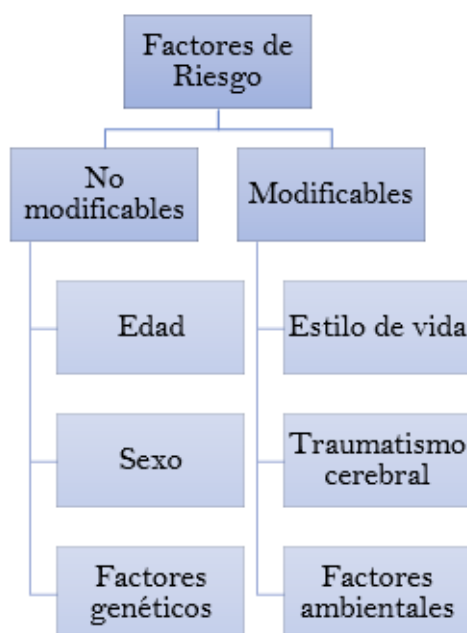 Factores de
Riesgo
No
modificables
Modificables
Edad
Estilo de vida
Sexo
Traumatismo
cerebral
Factores
genéticos
Factores
ambientales